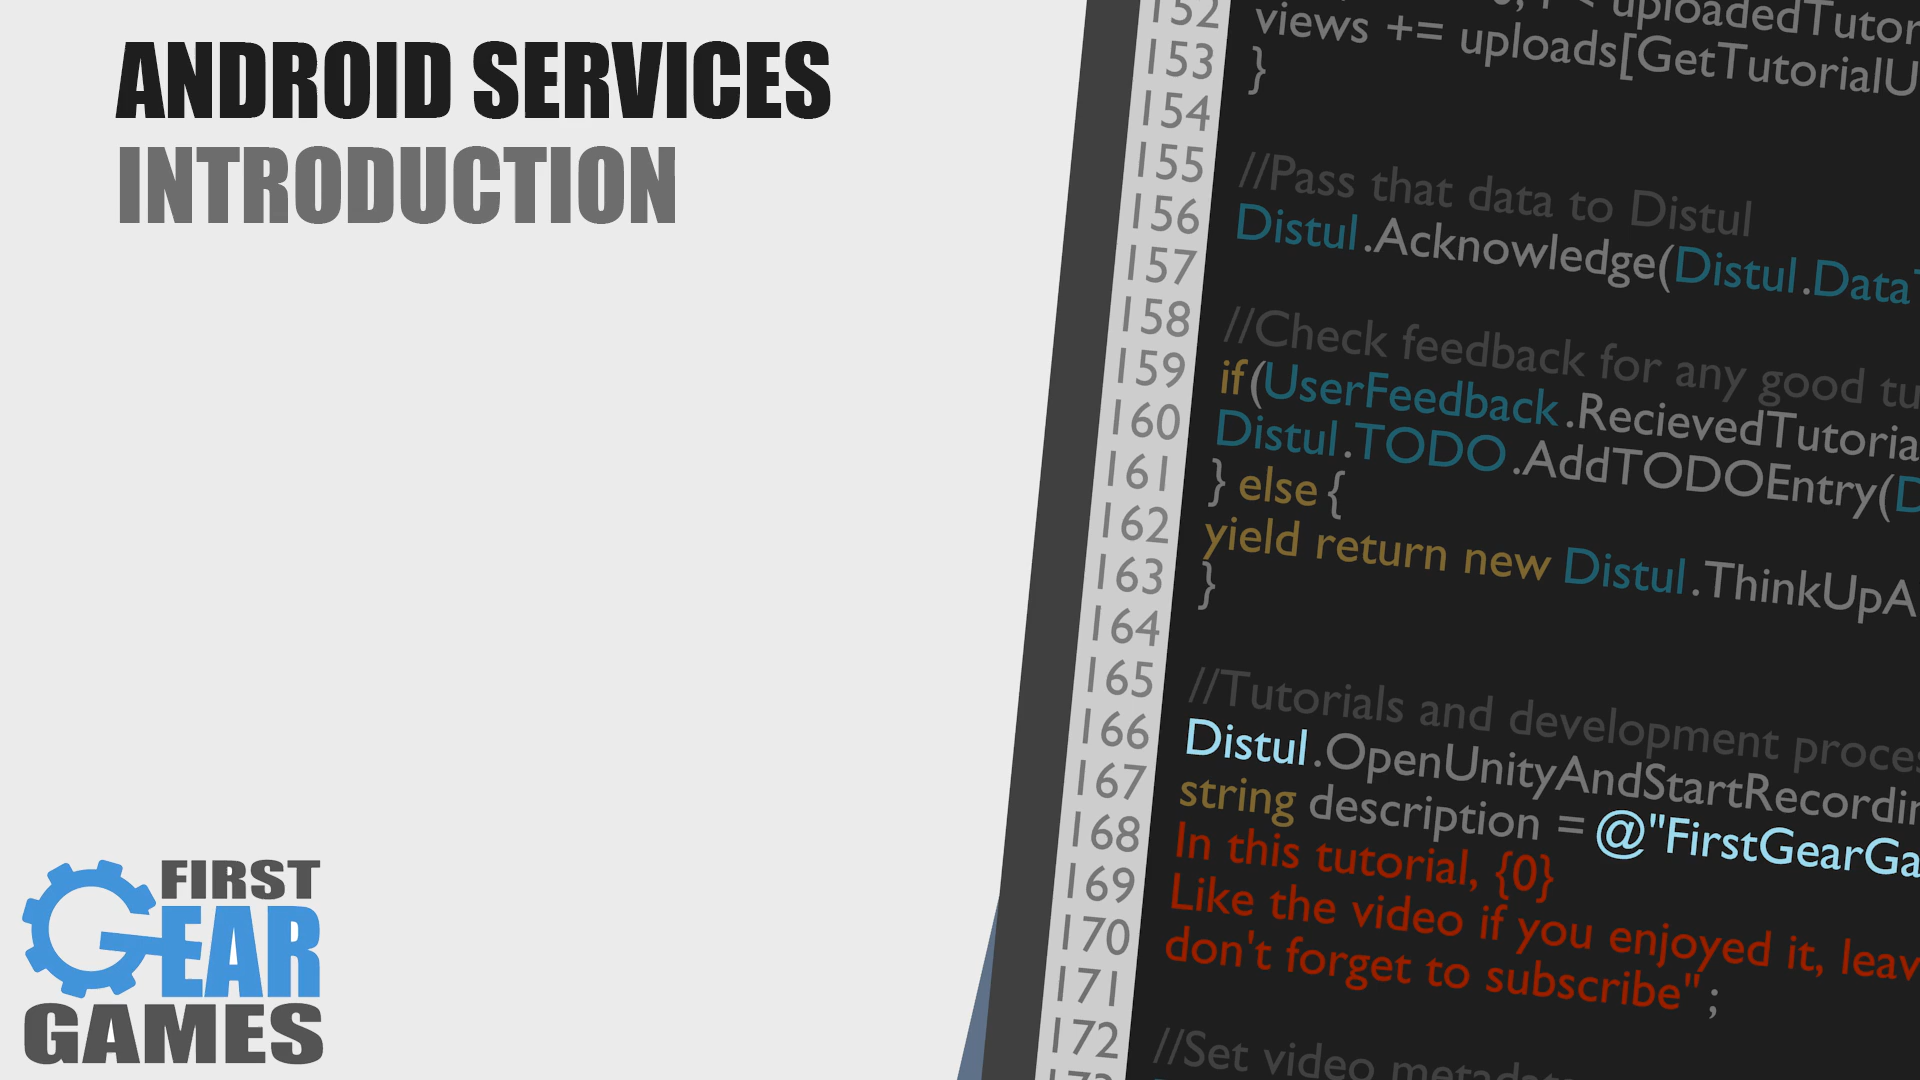 ANDROID SERVICES
INTRODUCTION
FIRST
GEAR
GAMES
152
153 views += uploads[GetTutorialU
154 }
155
156 //Pass that data to Distul
157 Distul.Acknowledge(Distul.Data
158
159 //Check feedback for any good
160 if(UserFeedback.RecievedTutoria
161 Distul.TODO.AddTODOEntry(D
162 } else {
163 yield return new Distul.ThinkUpA
164 }
165
166 //Tutorials and development proces
167 Distul.OpenUnityAndStartRecordin
168 string description = @"FirstGearGa
169 In this tutorial, {0}
170 Like the video if you enjoyed it, leav
171 don't forget to subscribe";
172
//Set video metadat